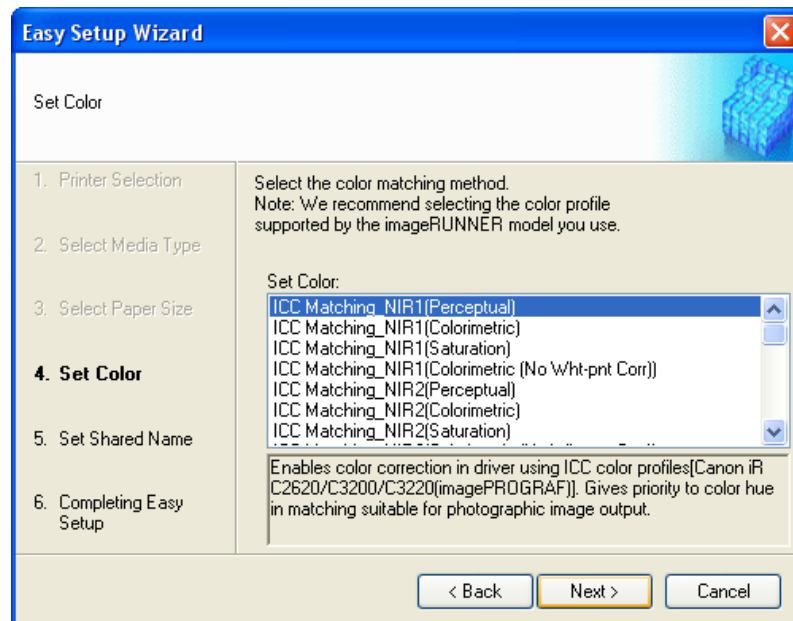 Easy Setup Wizard
Set Color
1. Printer Selection
2. Select Media Type
3. Select Paper Size
4. Set Color
5. Set Shared Name
6. Completing Easy
Setup
Select the color matching method.
Note: We recommend selecting the color profile
supported by the imageRUNNER model you use.
Set Color:
ICC Matching_NIR1(Perceptual)
ICC Matching_NIR1(Colorimetric)
ICC Matching_NIR1(Saturation)
ICC Matching_NIR1(Colorimetric (No Wht-pnt Corr))
ICC Matching_NIR2(Perceptual)
ICC Matching_NIR2(Colorimetric)
ICC Matching_NIR2(Saturation)
Enables color correction in driver using ICC color profiles[Canon iR
C2620/C3200/C3220(imagePROGRAF)]. Gives priority to color hue
in matching suitable for photographic image output.
< Back
Next >
Cancel